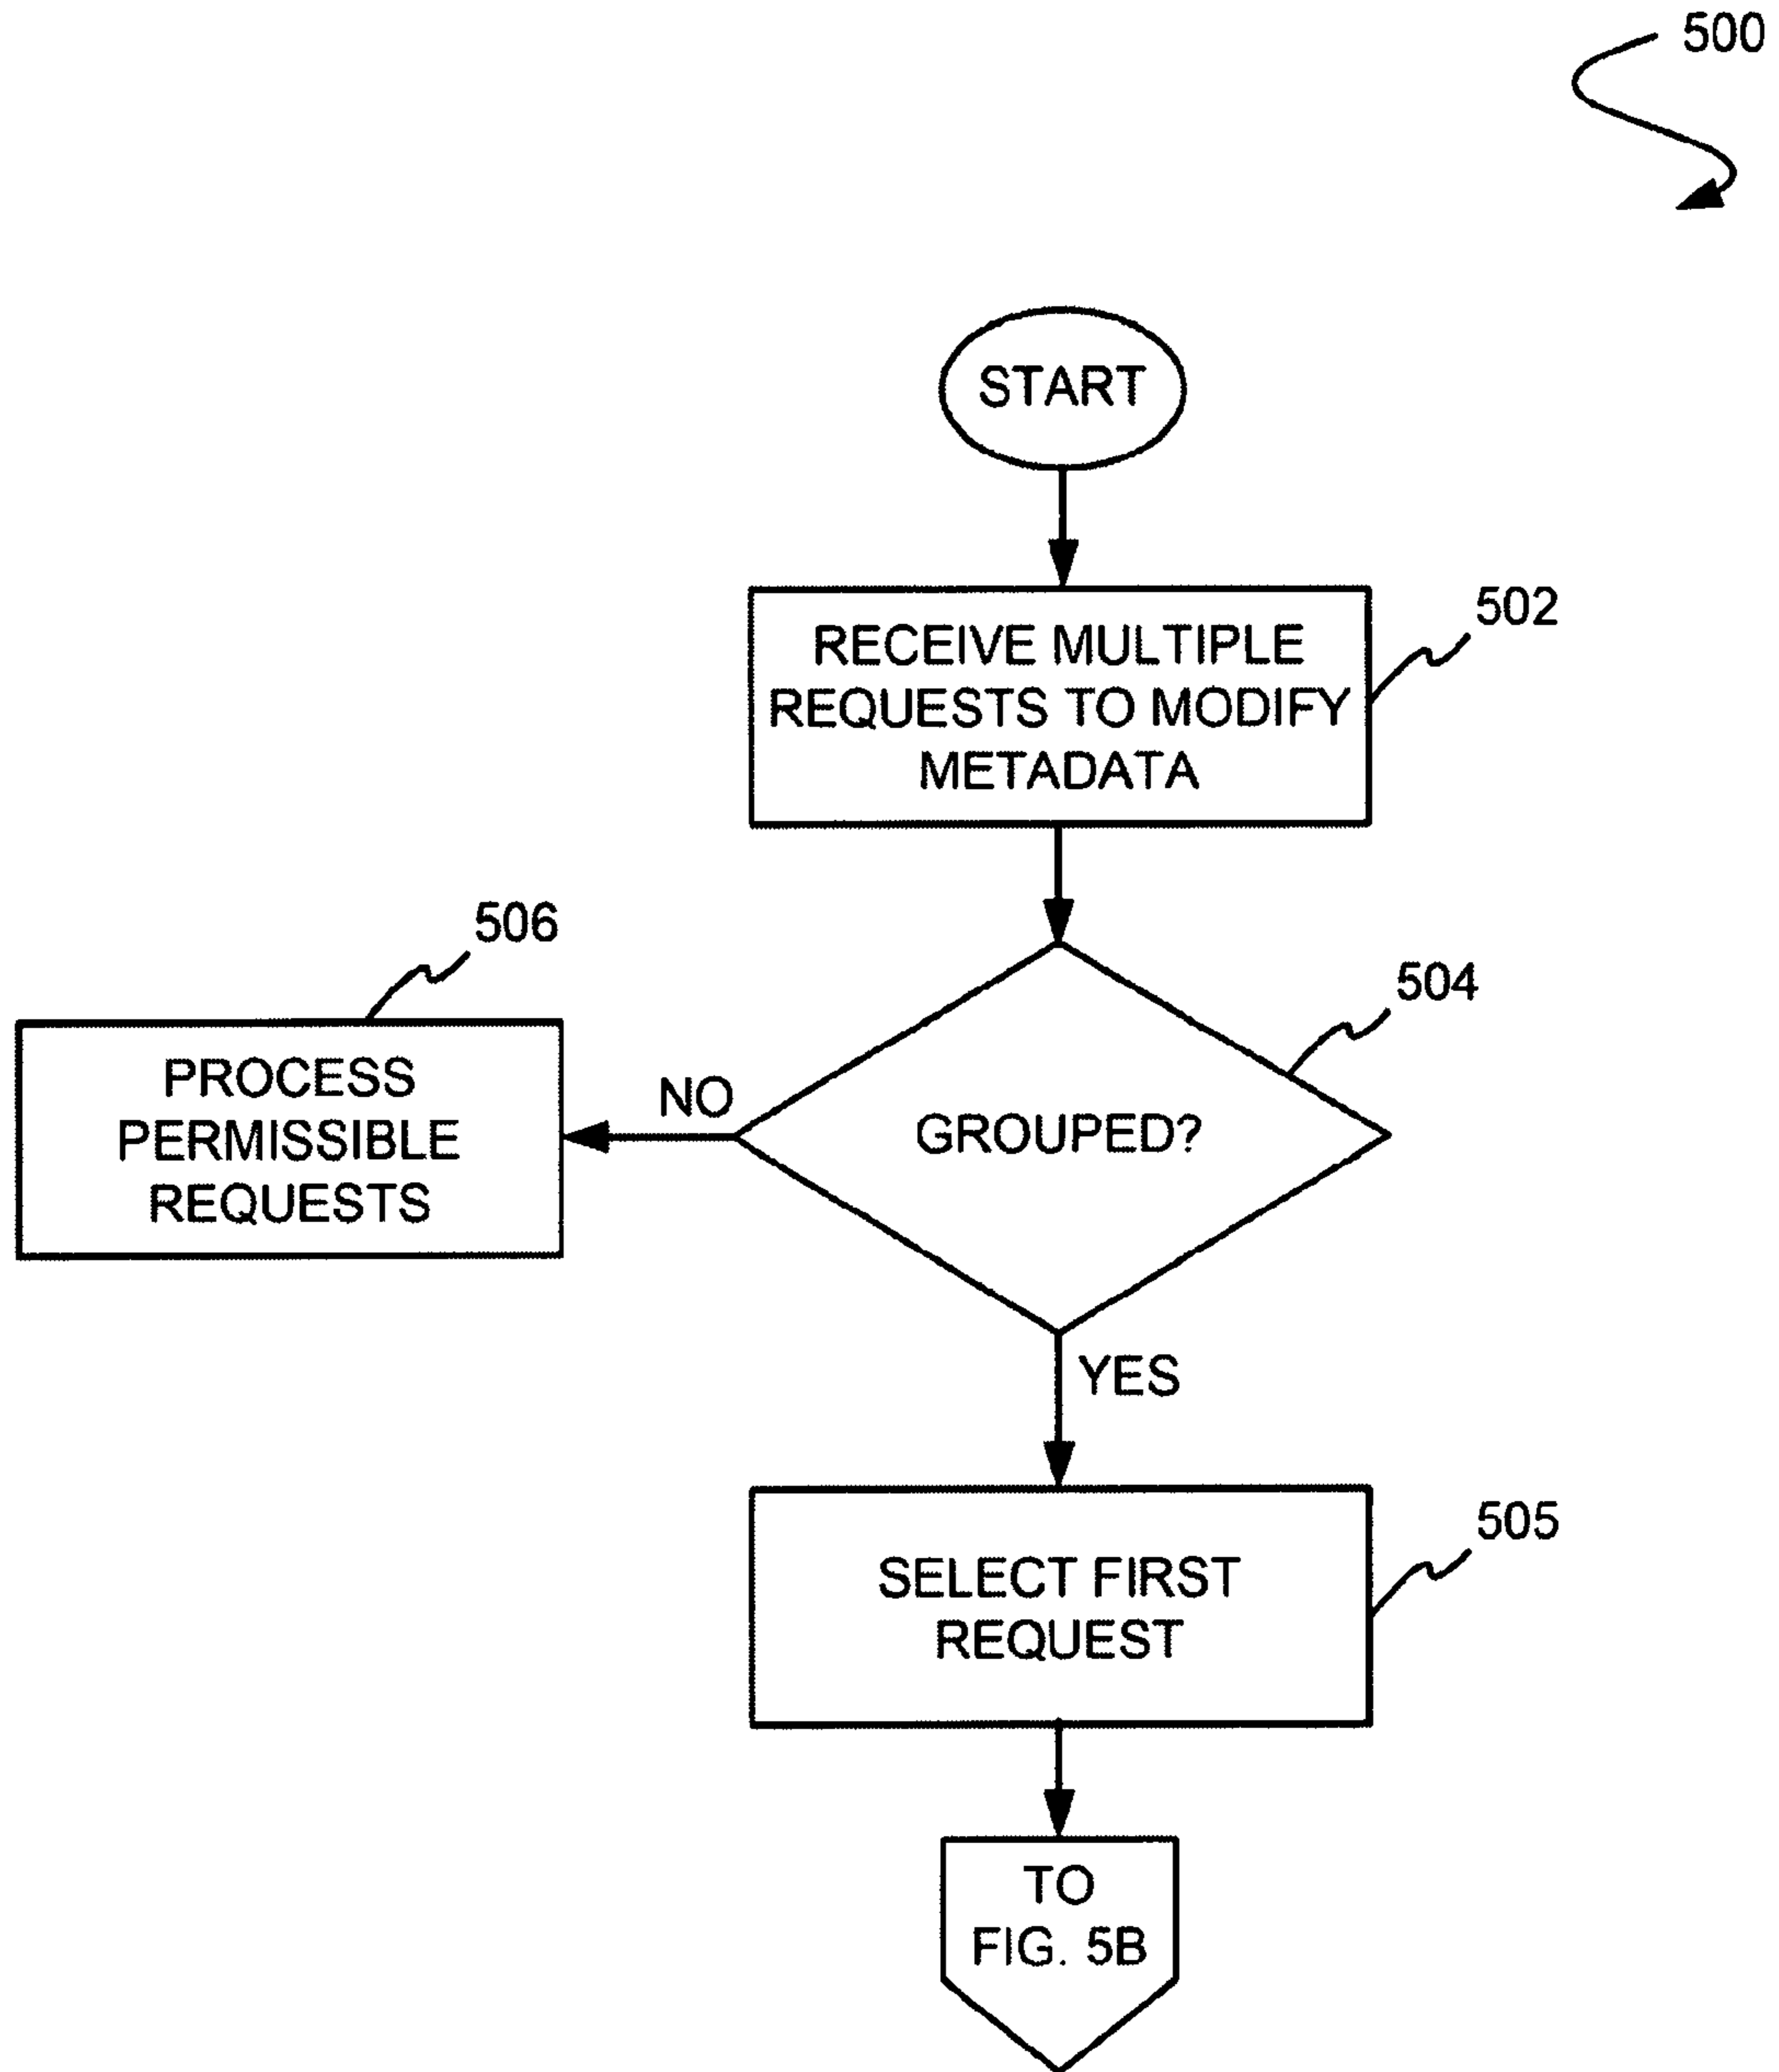 500
START
502
RECEIVE MULTIPLE
REQUESTS TO MODIFY
METADATA
506
504
PROCESS
PERMISSIBLE
REQUESTS
NO
GROUPED?
YES
505
SELECT FIRST
REQUEST
TO
FIG. 5B